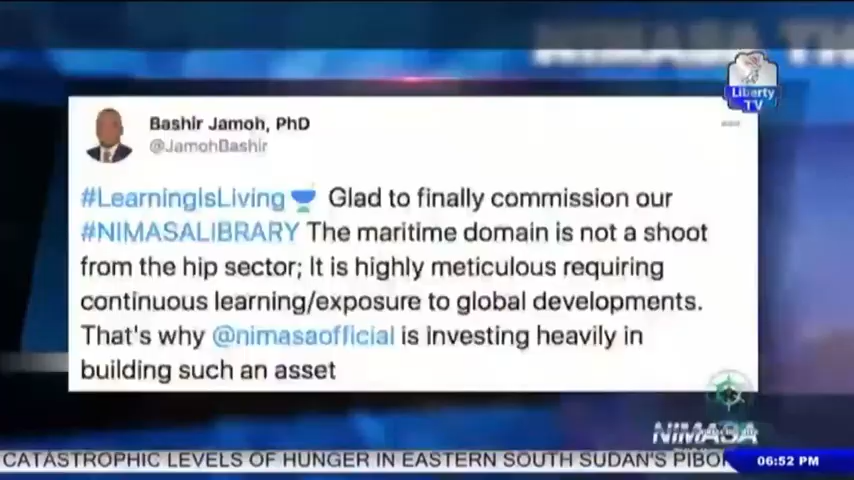 Liberty
TV
Bashir Jamoh, PhD
@JamohBashir
#LearningIsLiving Glad to finally commission our
#NIMASALIBRARY The maritime domain is not a shoot
from the hip sector; It is highly meticulous requiring
continuous learning/exposure to global developments.
That's why @nimasaofficial is investing heavily in
building such an asset
NIMASA
CATASTROPHIC LEVELS OF HUNGER IN EASTERN SOUTH SUDAN'S PIBO
06:52 PM